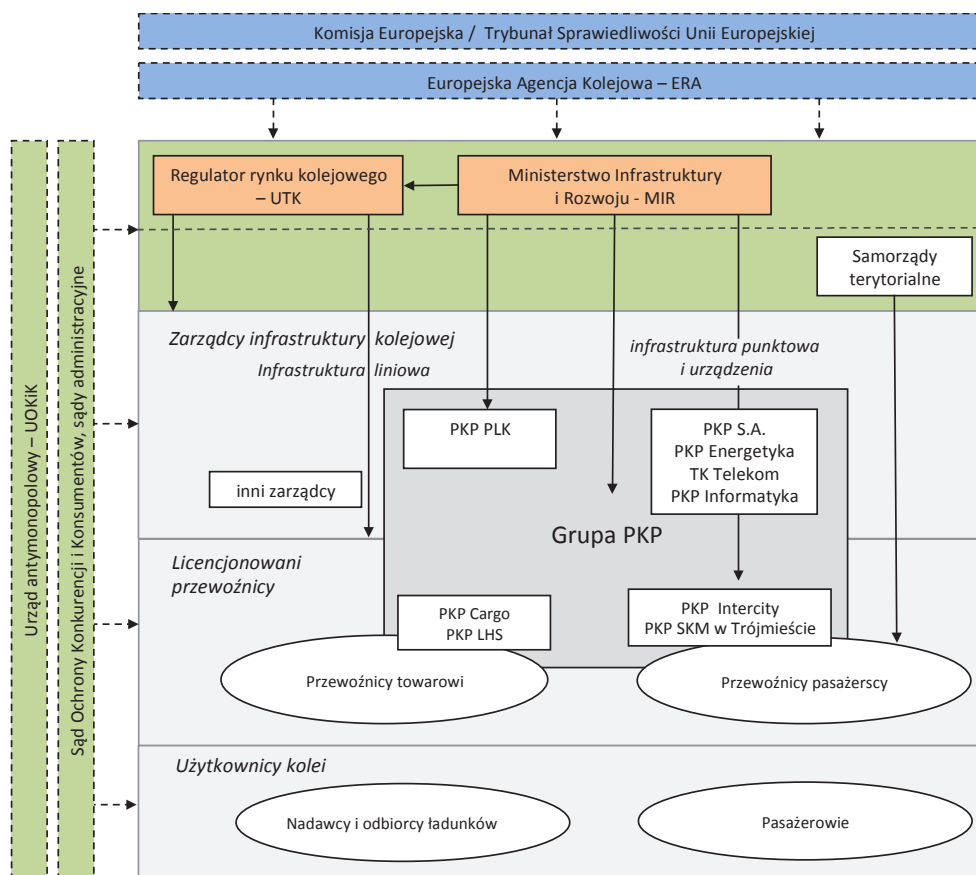 Komisja Europejska / Trybunał Sprawiedliwości Unii Europejskiej
Europejska Agencja Kolejowa – ERA
Urząd antymonopolowy – UOKiK
Sąd Ochrony Konkurencji i Konsumentów, sądy administracyjne
Regulator rynku kolejowego
– UTK
Ministerstwo Infrastruktury
i Rozwoju - MIR
Samorządy
terytorialne
Zarządcy infrastruktury kolejowej
Infrastruktura liniowa
infrastruktura punktowa
i urządzenia
PKP PLK
PKP S.A.
PKP Energetyka
TK Telekom
PKP Informatyka
inni zarządcy
Grupa PKP
Licencjonowani
przewoźnicy
PKP Cargo
PKP LHS
PKP Intercity
PKP SKM w Trójmieście
Przewoźnicy towarowi
Przewoźnicy pasażerscy
Użytkownicy kolei
Nadawcy i odbiorcy ładunków
Pasażerowie